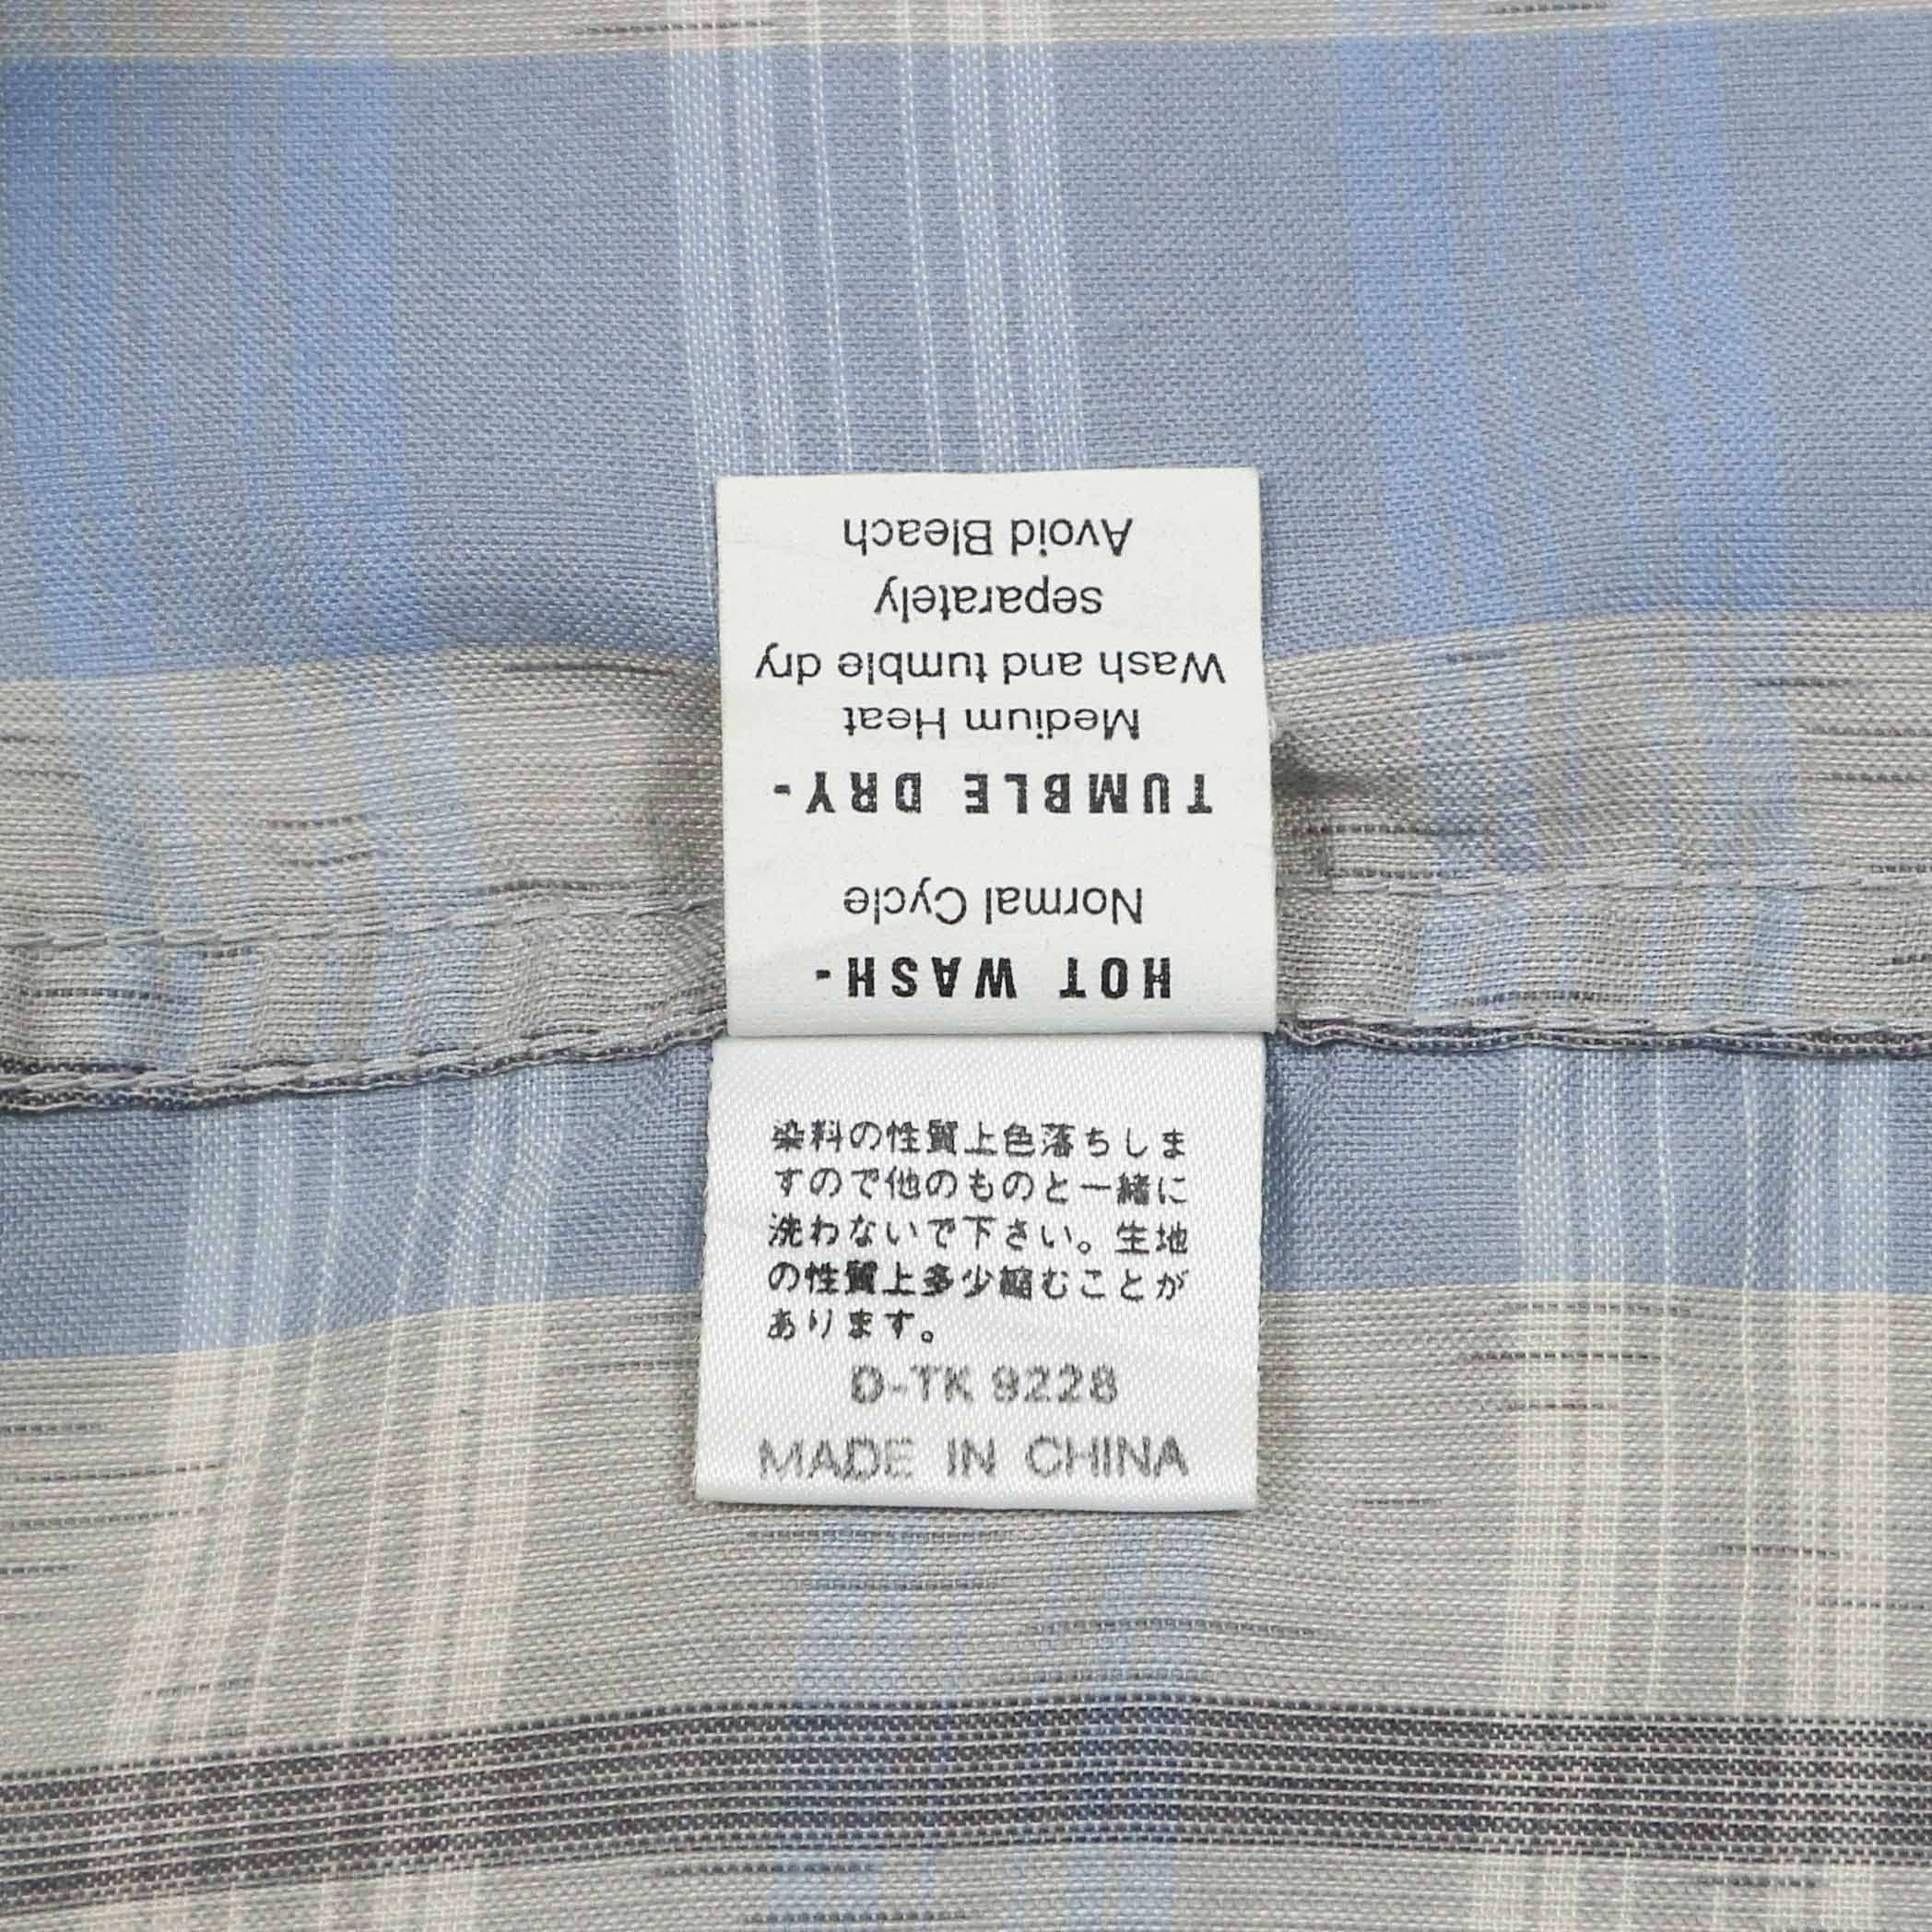 HOT WASH-
Normal Cycle
TUMBLE DRY-
Medium Heat
Wash and tumble dry
separately
Avoid Bleach
染料の性質上色落ちしま
すので他のものと一緒に
洗わないで下さい。生地
の性質上多少縮むことが
あります。
D-TK 9228
MADE IN CHINA